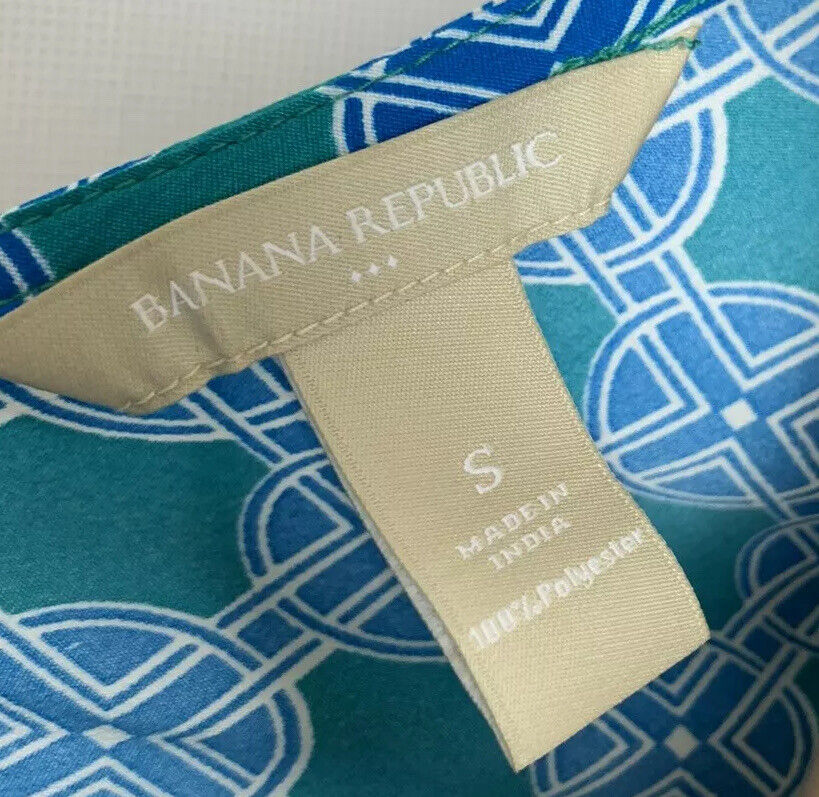 BANANA REPUBLIC
S
MADE IN
INDIA
100% Polyester